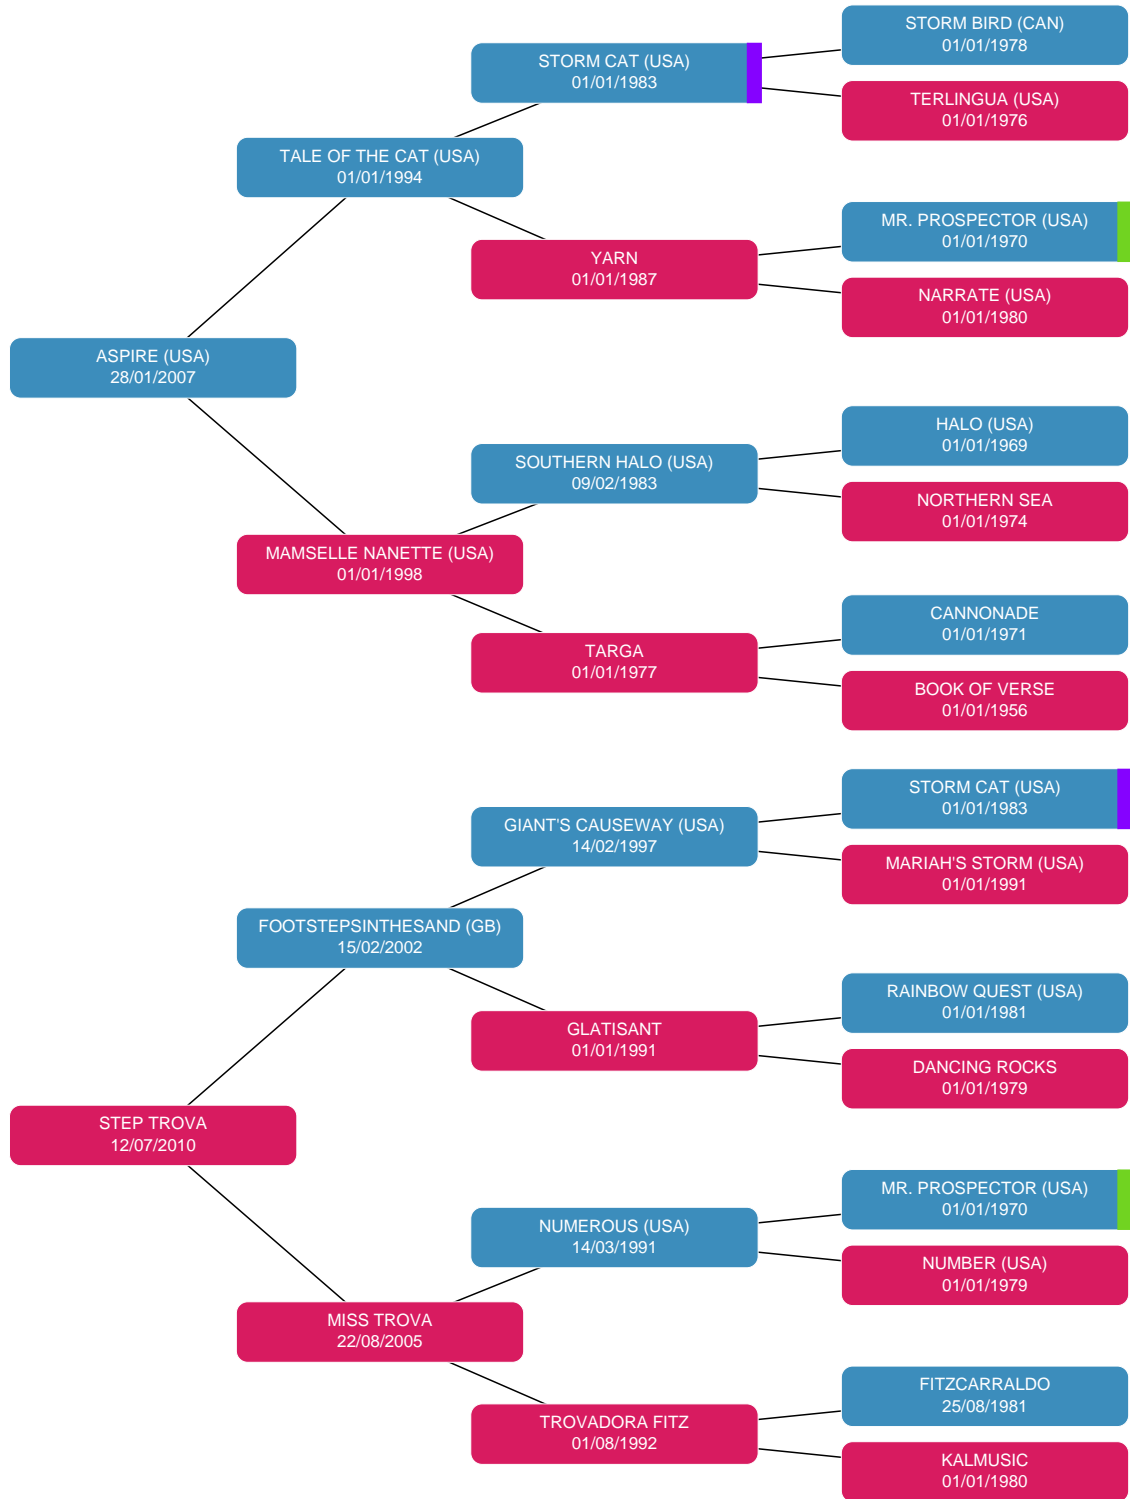 STORM BIRD (CAN)
01/01/1978
STORM CAT (USA)
01/01/1983
TERLINGUA (USA)
01/01/1976
TALE OF THE CAT (USA)
01/01/1994
MR. PROSPECTOR (USA)
01/01/1970
YARN
01/01/1987
NARRATE (USA)
01/01/1980
ASPIRE (USA)
28/01/2007
HALO (USA)
01/01/1969
SOUTHERN HALO (USA)
09/02/1983
NORTHERN SEA
01/01/1974
MAMSELLE NANETTE (USA)
01/01/1998
CANNONADE
01/01/1971
TARGA
01/01/1977
BOOK OF VERSE
01/01/1956
STORM CAT (USA)
01/01/1983
GIANT'S CAUSEWAY (USA)
14/02/1997
MARIAH'S STORM (USA)
01/01/1991
FOOTSTEPSINTHESAND (GB)
15/02/2002
RAINBOW QUEST (USA)
01/01/1981
GLATISANT
01/01/1991
DANCING ROCKS
01/01/1979
STEP TROVA
12/07/2010
MR. PROSPECTOR (USA)
01/01/1970
NUMEROUS (USA)
14/03/1991
NUMBER (USA)
01/01/1979
MISS TROVA
22/08/2005
FITZCARRALDO
25/08/1981
TROVADORA FITZ
01/08/1992
KALMUSIC
01/01/1980